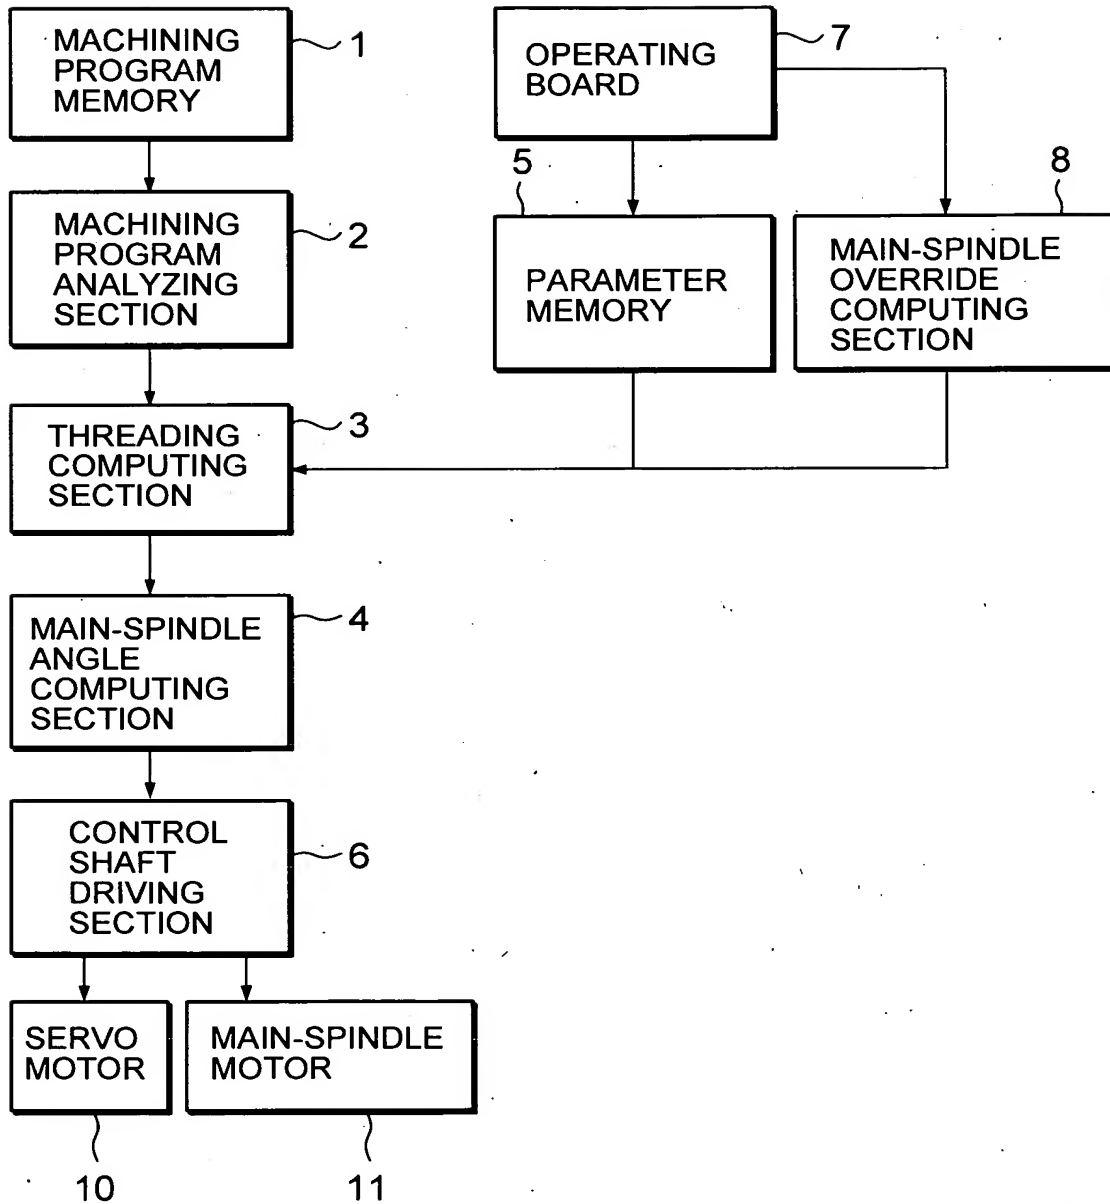 MACHINING
PROGRAM
MEMORY
1
OPERATING
BOARD
7
MACHINING
PROGRAM
ANALYZING
SECTION
2
5
PARAMETER
MEMORY
8
MAIN-SPINDLE
OVERRIDE
COMPUTING
SECTION
THREADING
COMPUTING
SECTION
3
MAIN-SPINDLE
ANGLE
COMPUTING
SECTION
4
CONTROL
SHAFT
DRIVING
SECTION
6
SERVO
MOTOR
10
MAIN-SPINDLE
MOTOR
11